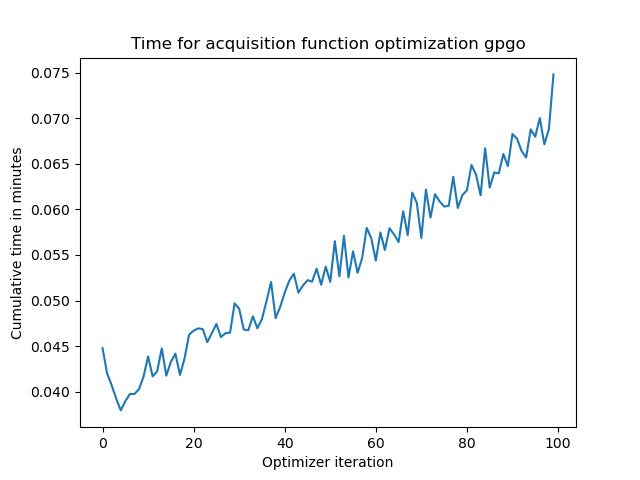 Time for acquisition function optimization gpgo
Cumulative time in minutes
0.075
0.070
0.065
0.060
0.055
0.050
0.045
0.040
0 20 40 60 80 100
Optimizer iteration